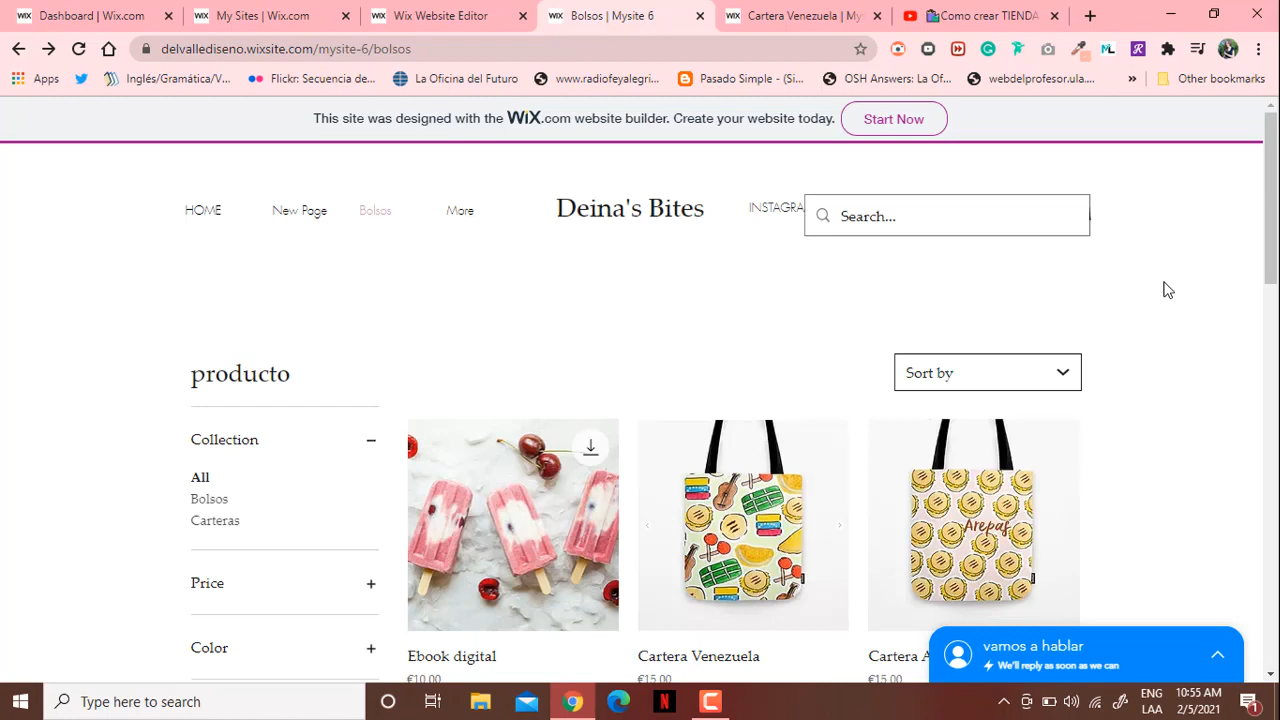 Dashboard | Wix.com
My Sites | Wix.com
Wix Website Editor
Bolsos | Mysite 6
Cartera Venezuela | My
Como crear TIENDA
delvallediseno.wixsite.com/mysite-6/bolsos
Apps
Inglés/Gramática/V...
Flickr: Secuencia de...
La Oficina del Futuro
www.radiofeyalegri...
Pasado Simple - (Si...
OSH Answers: La Of...
webdelprofesor.ula....
Other bookmarks
This site was designed with the WiX.com website builder. Create your website today.
Start Now
HOME
New Page
Bolsos
More
Deina's Bites
INSTAGRA
Search...
producto
Sort by
Collection
All
Bolsos
Carteras
Price
Color
Arepas
Ebook digital
Cartera Venezuela
Cartera A
€10.00
€15.00
€15.00
vamos a hablar
We'll reply as soon as we can
Type here to search
ENG
LAA
10:55 AM
2/5/2021
1